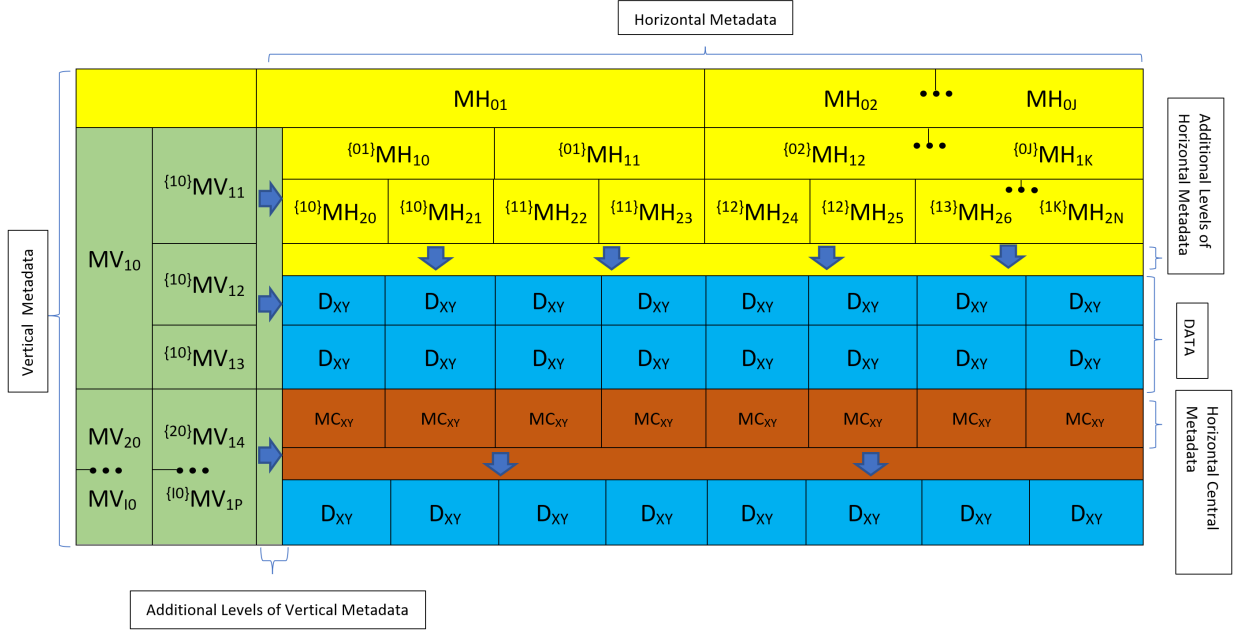 Horizontal Metadata
MH01 MH02 ••• MH0J
{01}MH10 {01}MH11 {02}MH12 ••• {0J}MH1K
{10}MV11
{10}MH20 {10}MH21 {11}MH22 {11}MH23 {12}MH24 {12}MH25 {13}MH26 ••• {1K}MH2N
Additional Levels of
Horizontal Metadata
MV10
{10}MV12
DXY DXY DXY DXY DXY DXY DXY DXY
{10}MV13
DXY DXY DXY DXY DXY DXY DXY DXY
DATA
Vertical Metadata
MV20 {20}MV14
MCXY MCXY MCXY MCXY MCXY MCXY MCXY MCXY
••• •••
MVI0 {I0}MV1P
DXY DXY DXY DXY DXY DXY DXY DXY
Horizontal Central
Metadata
Additional Levels of Vertical Metadata